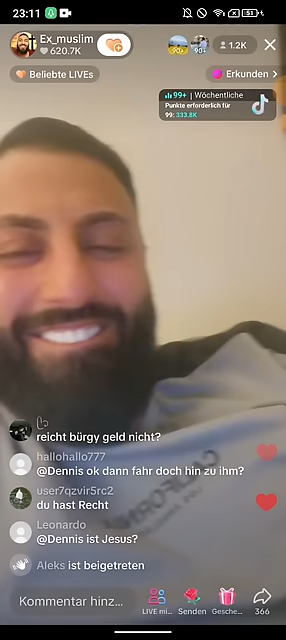 23:11
Ex_muslim
620.7K
90+
90+
1.2K
Beliebte LIVEs
Erkunden >
99+ | Wöchentliche
Punkte erforderlich für
99: 333.8K
reicht bürgy geld nicht?
hallohallo777
@Dennis ok dann fahr doch hin zu ihm?
user7qzvir5rc2
du hast Recht
Leonardo
@Dennis ist Jesus?
Aleks ist beigetreten
Kommentar hinz...
LIVE mi...
Senden
Gesche...
366